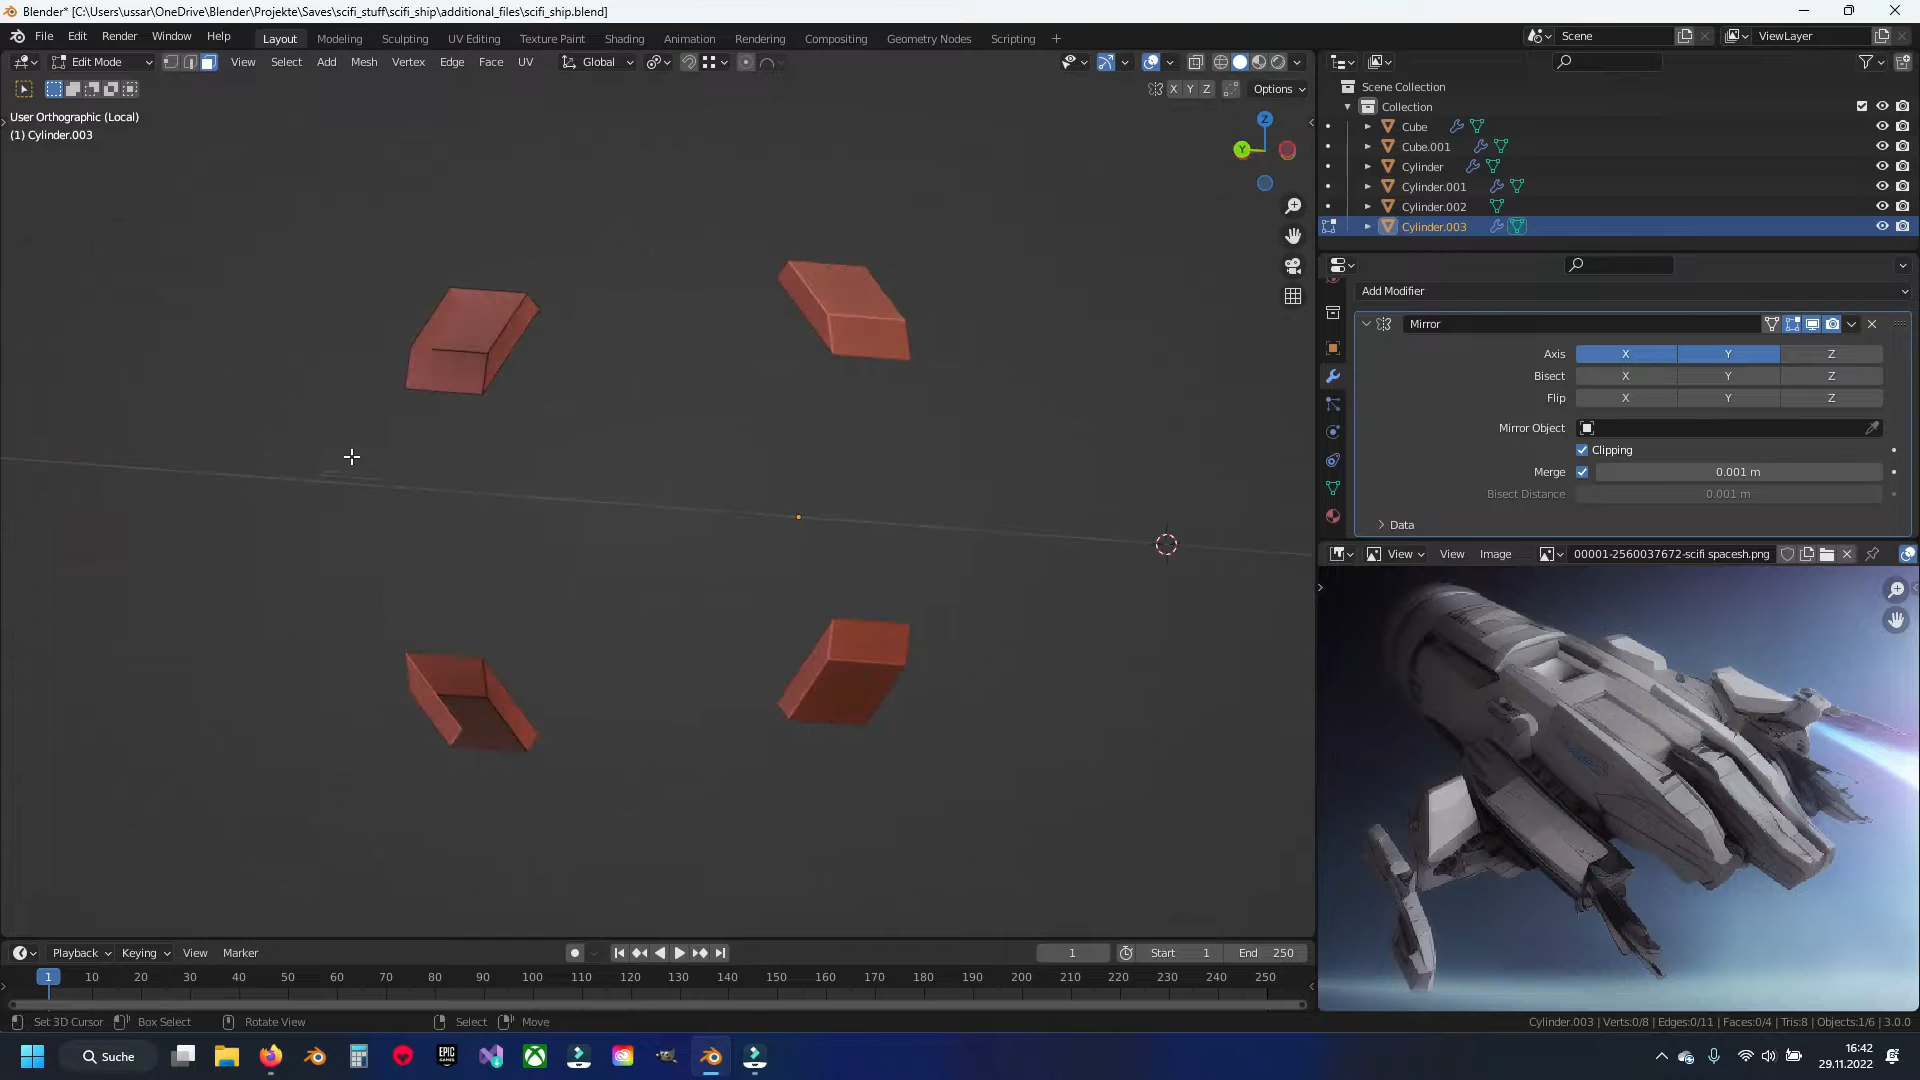 Blender* [C:\Users\ussar\OneDrive\Blender\Projekte\Saves\scifi_stuff\scifi_ship\additional_files\scifi_ship.blend]
File Edit Render Window Help Layout Modeling Sculpting UV Editing Texture Paint Shading Animation Rendering Compositing Geometry Nodes Scripting + Scene ViewLayer
Edit Mode View Select Add Mesh Vertex Edge Face UV Global
X Y Z Options
User Orthographic (Local)
(1) Cylinder.003
Z
Y
Scene Collection
Collection
Cube
Cube.001
Cylinder
Cylinder.001
Cylinder.002
Cylinder.003
Add Modifier
Mirror
Axis X Y Z
Bisect X Y Z
Flip X Y Z
Mirror Object
Clipping
Merge 0.001 m
Bisect Distance 0.001 m
Data
View View Image 00001-2560037672-scifi spacesh.png
Playback Keying View Marker 1 Start 1 End 250
1 10 20 30 40 50 60 70 80 90 100 110 120 130 140 150 160 170 180 190 200 210 220 230 240 250
Set 3D Cursor Box Select Rotate View Select Move Cylinder.003 | Verts:0/8 | Edges:0/11 | Faces:0/4 | Tris:8 | Objects:1/6 | 3.0.0
Suche EPIC GAMES 16:42
29.11.2022